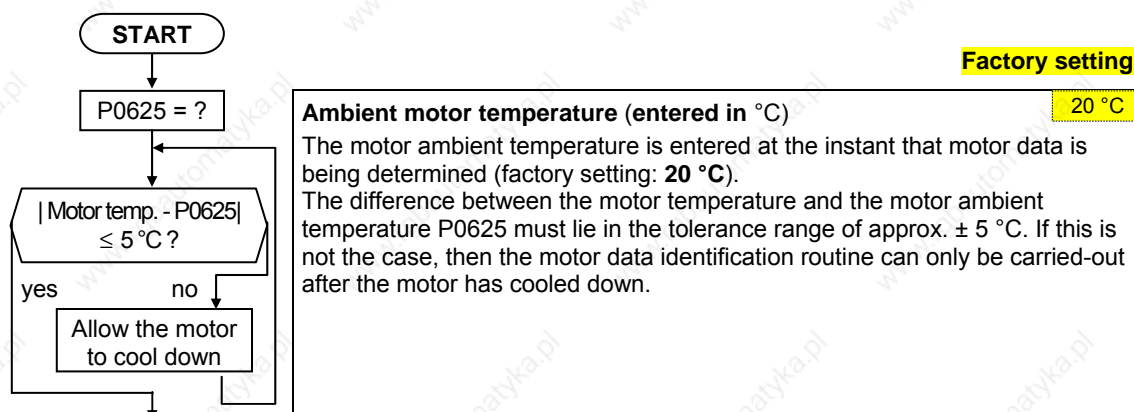 START
Factory setting
P0625 = ?
Ambient motor temperature (entered in °C)
20 °C
The motor ambient temperature is entered at the instant that motor data is
being determined (factory setting: 20 °C).
The difference between the motor temperature and the motor ambient
temperature P0625 must lie in the tolerance range of approx. ± 5 °C. If this is
not the case, then the motor data identification routine can only be carried-out
after the motor has cooled down.
| Motor temp. - P0625|
≤ 5 °C ?
yes
no
Allow the motor
to cool down